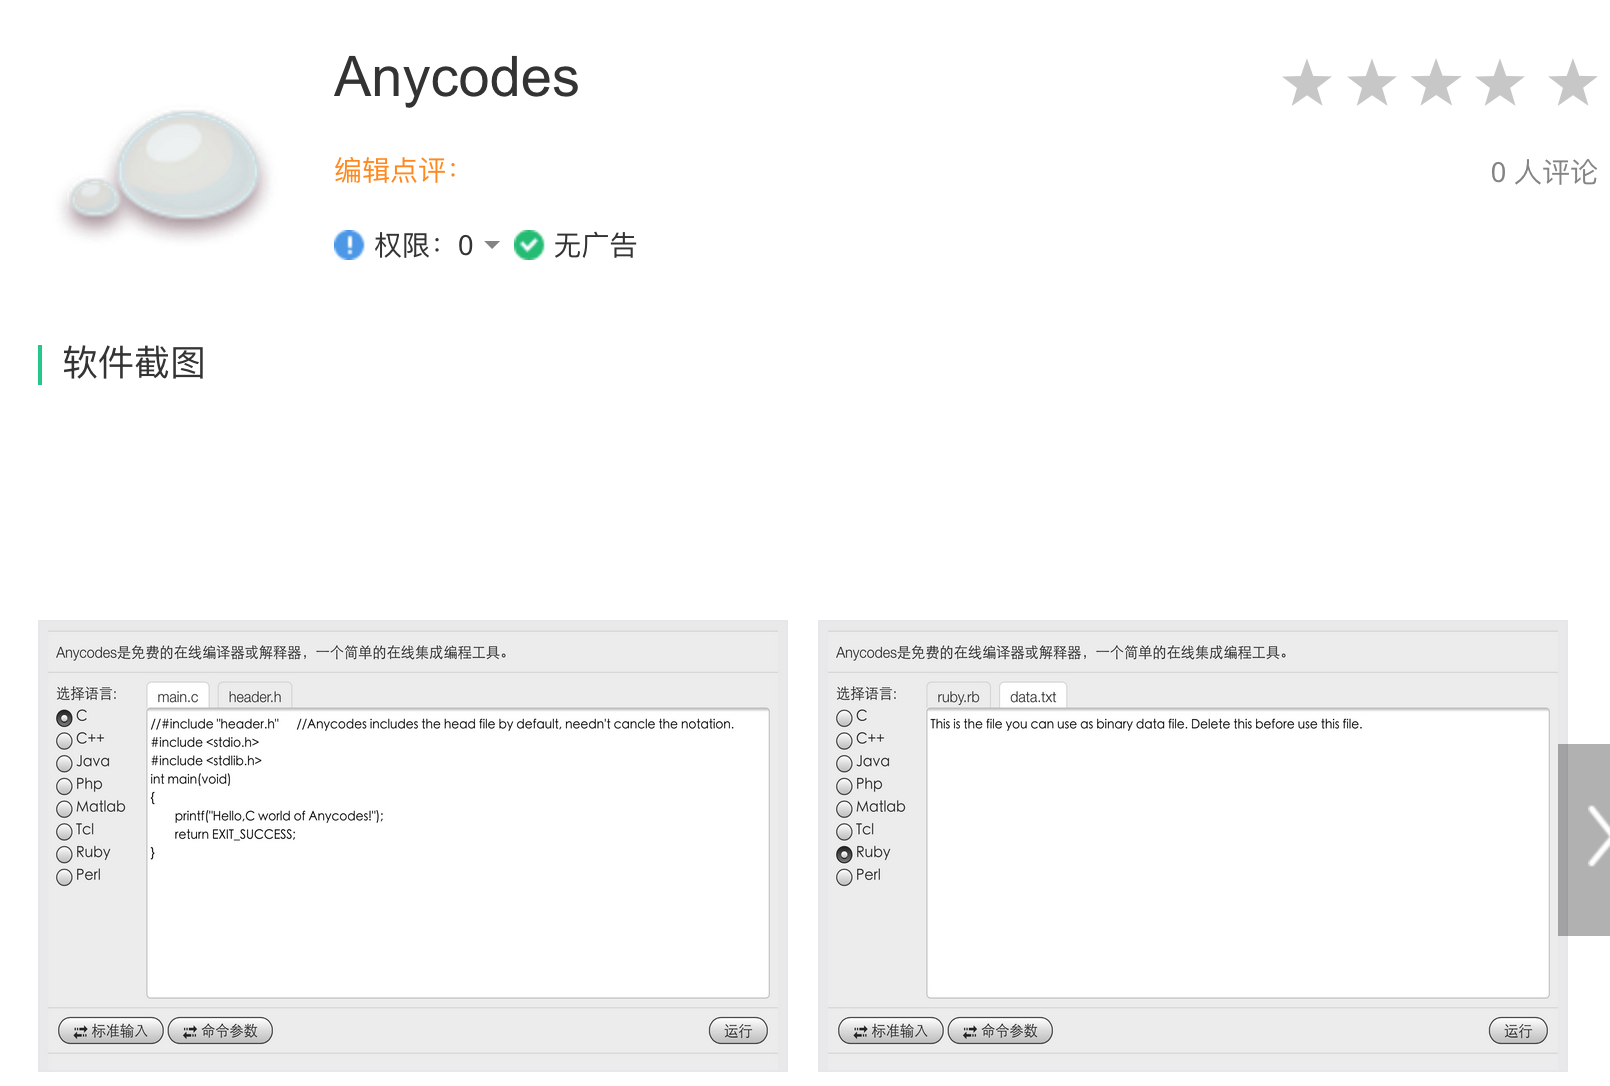 Anycodes
编辑点评：
0 人评论
权限：0 无广告
软件截图
Anycodes是免费的在线编译器或解释器，一个简单的在线集成编程工具。
选择语言:
C
C++
Java
Php
Matlab
Tcl
Ruby
Perl
main.c header.h
//#include "header.h" //Anycodes includes the head file by default, needn't cancle the notation.
#include <stdio.h>
#include <stdlib.h>
int main(void)
{
printf("Hello,C world of Anycodes!");
return EXIT_SUCCESS;
}
标准输入 命令参数 运行
Anycodes是免费的在线编译器或解释器，一个简单的在线集成编程工具。
选择语言:
C
C++
Java
Php
Matlab
Tcl
Ruby
Perl
ruby.rb data.txt
This is the file you can use as binary data file. Delete this before use this file.
标准输入 命令参数 运行